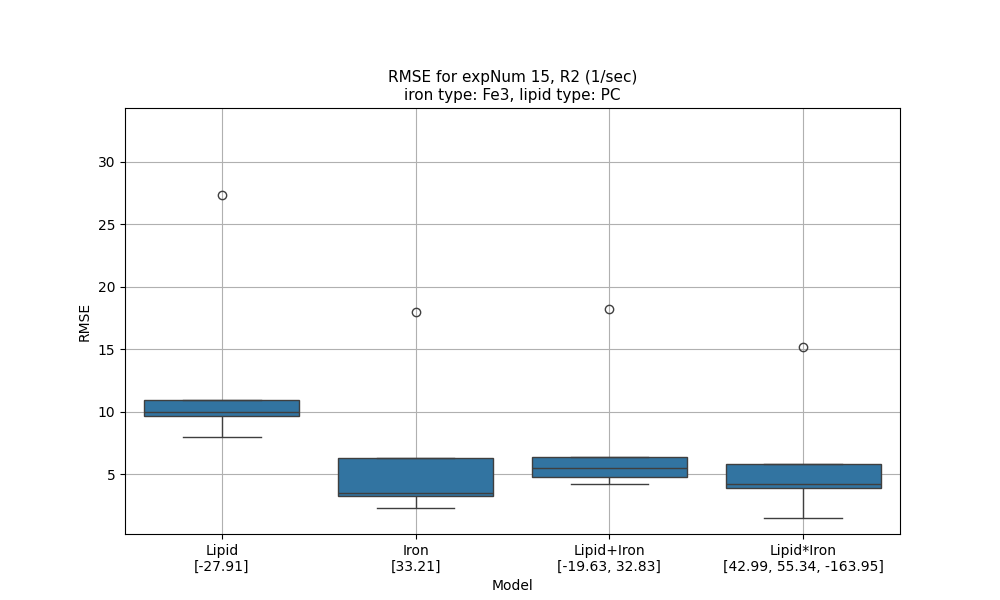 RMSE for expNum 15, R2 (1/sec)
iron type: Fe3, lipid type: PC
RMSE
30
25
20
15
10
5
Lipid
[-27.91]
Iron
[33.21]
Lipid+Iron
[-19.63, 32.83]
Lipid*Iron
[42.99, 55.34, -163.95]
Model